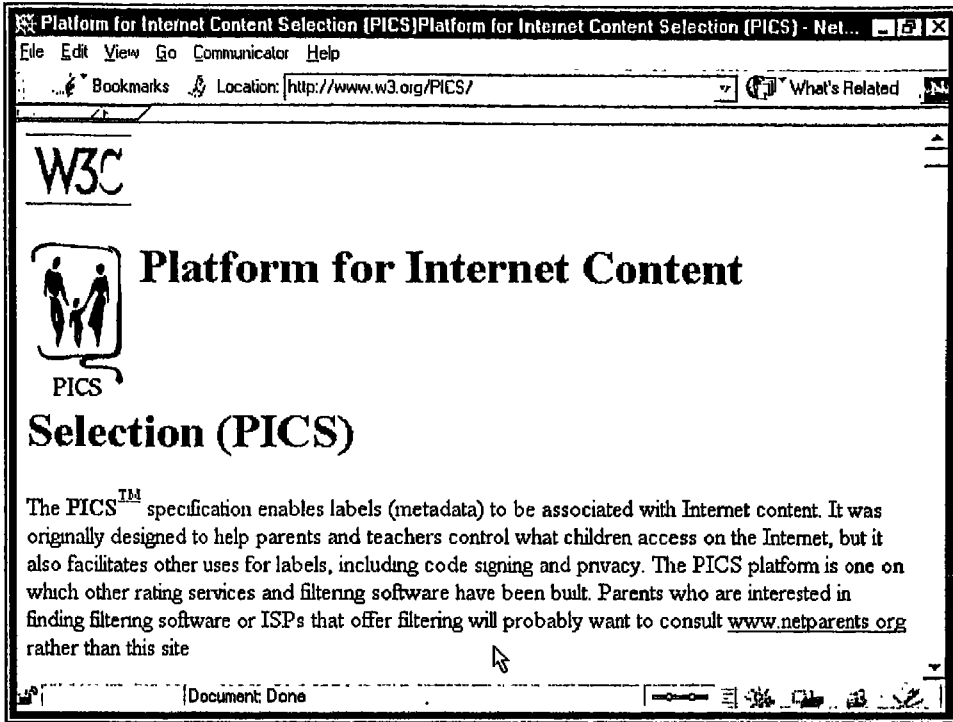 Platform for Internet Content Selection (PICS)Platform for Internet Content Selection (PICS) - Net...
File Edit View Go Communicator Help
Bookmarks Location: http://www.w3.org/PICS/ What's Related N
W3C
Platform for Internet Content
PICS
Selection (PICS)
The PICS™ specification enables labels (metadata) to be associated with Internet content. It was
originally designed to help parents and teachers control what children access on the Internet, but it
also facilitates other uses for labels, including code signing and privacy. The PICS platform is one on
which other rating services and filtering software have been built. Parents who are interested in
finding filtering software or ISPs that offer filtering will probably want to consult www.netparents.org
rather than this site
Document: Done